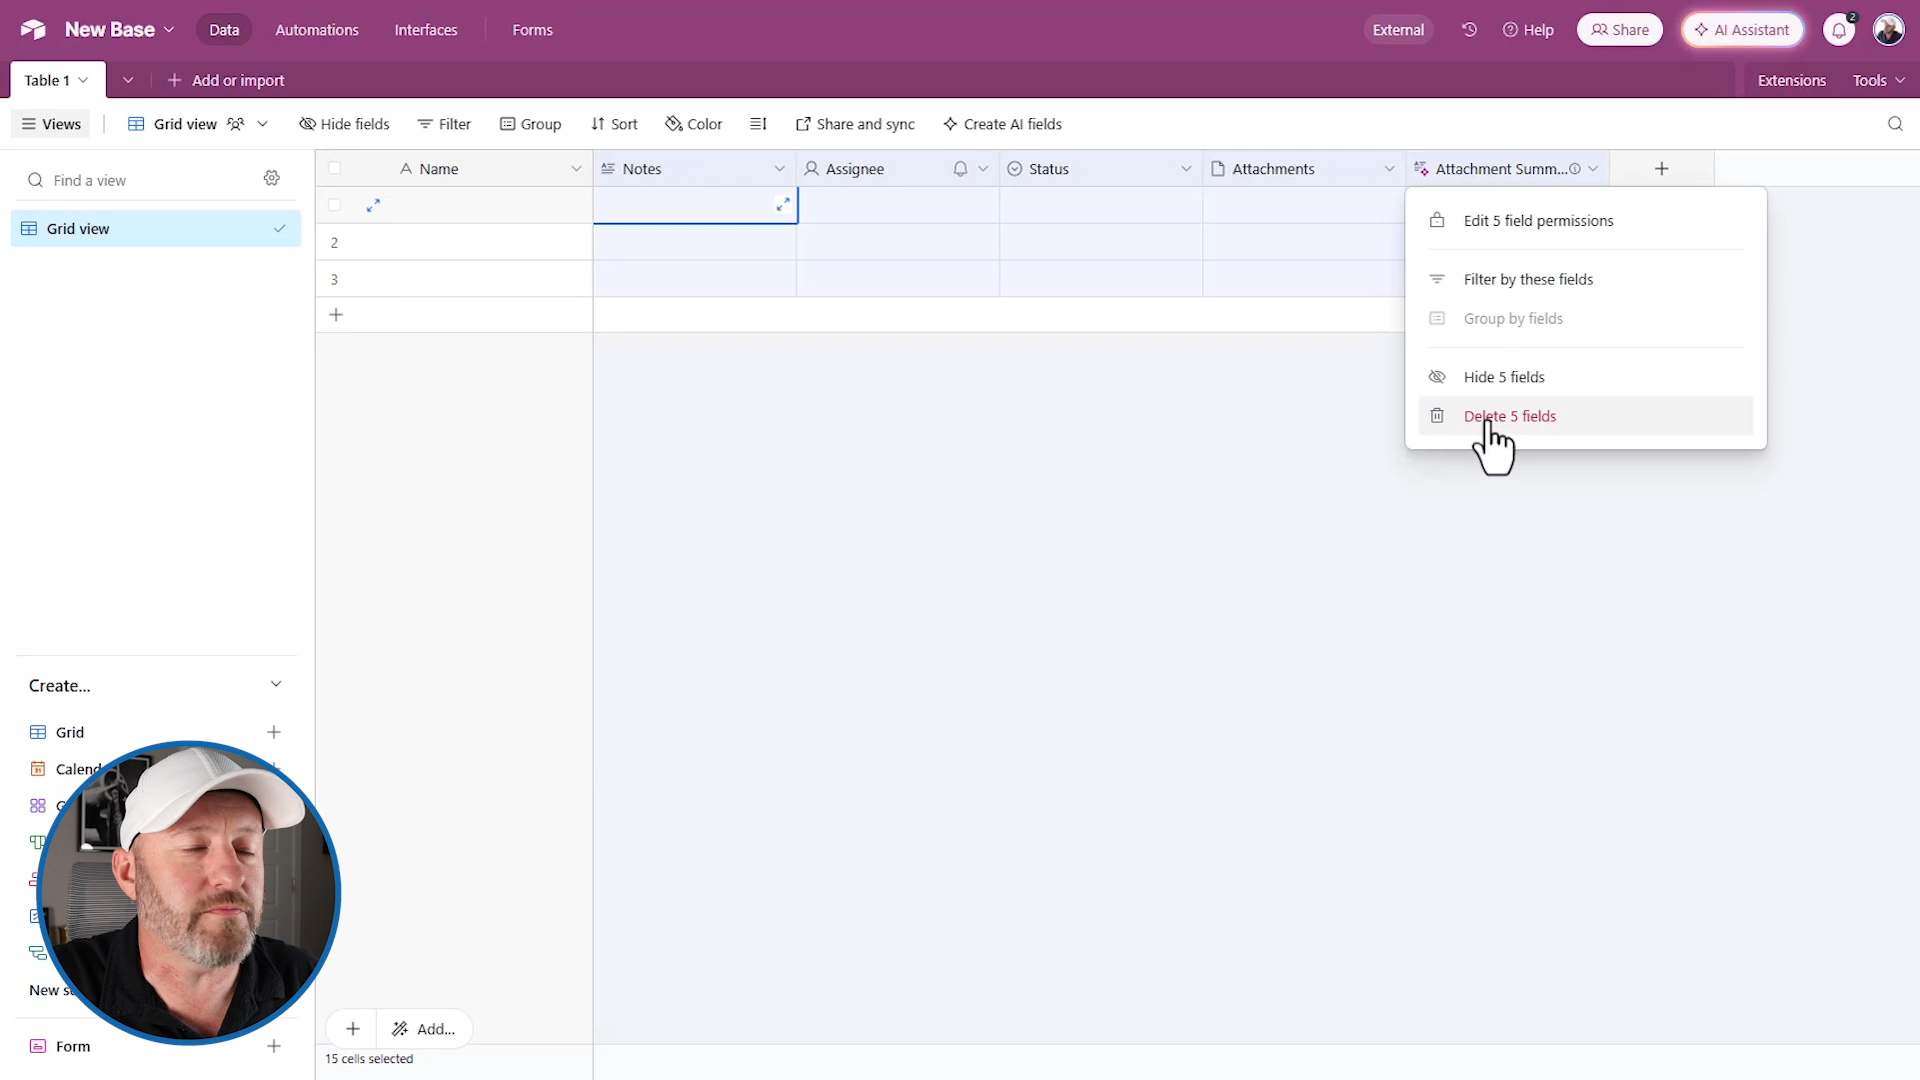 New Base
Data
Automations
Interfaces
Forms
External
Help
Share
AI Assistant
2
Table 1
Add or import
Extensions
Tools
Views
Grid view
Hide fields
Filter
Group
Sort
Color
Share and sync
Create AI fields
Find a view
Grid view
Name
Notes
Assignee
Status
Attachments
Attachment Summ...
2
3
Edit 5 field permissions
Filter by these fields
Group by fields
Hide 5 fields
Delete 5 fields
Create...
Grid
Form
Add...
15 cells selected